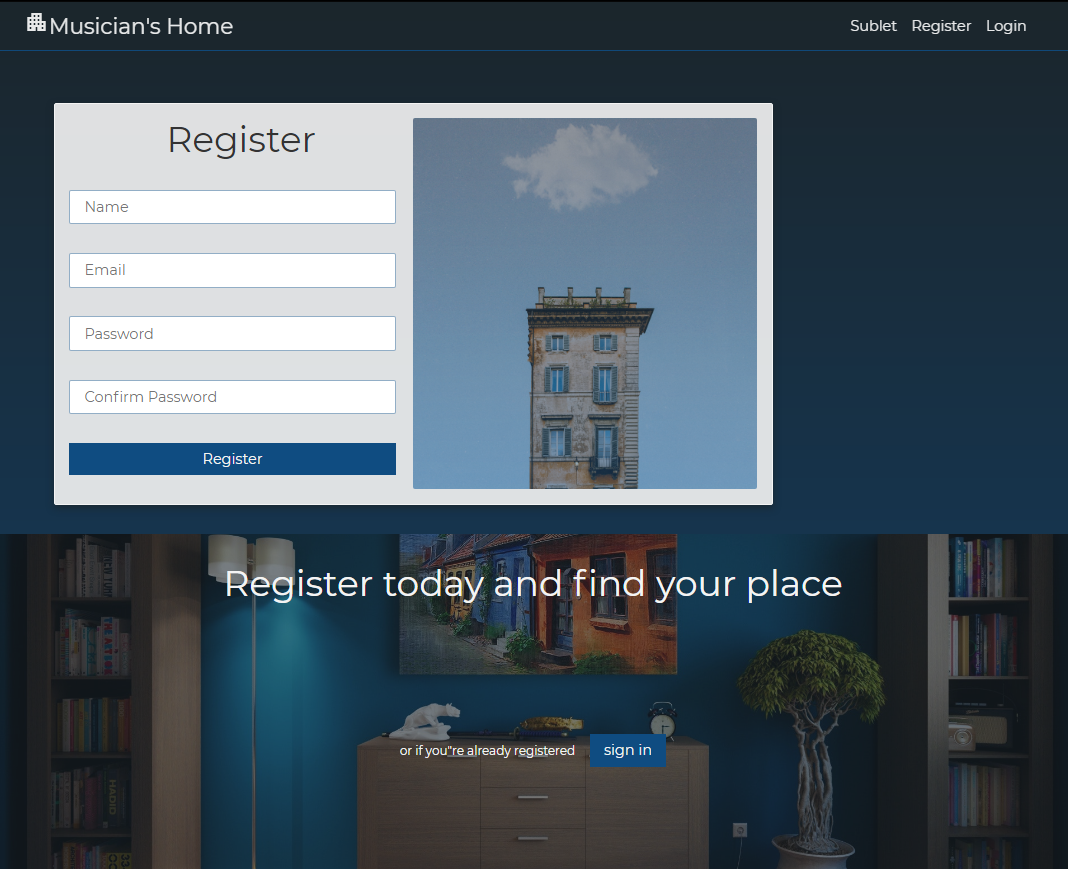 Musician's Home
Sublet Register Login
Register
Name
Email
Password
Confirm Password
Register
Register today and find your place
or if you"re already registered sign in